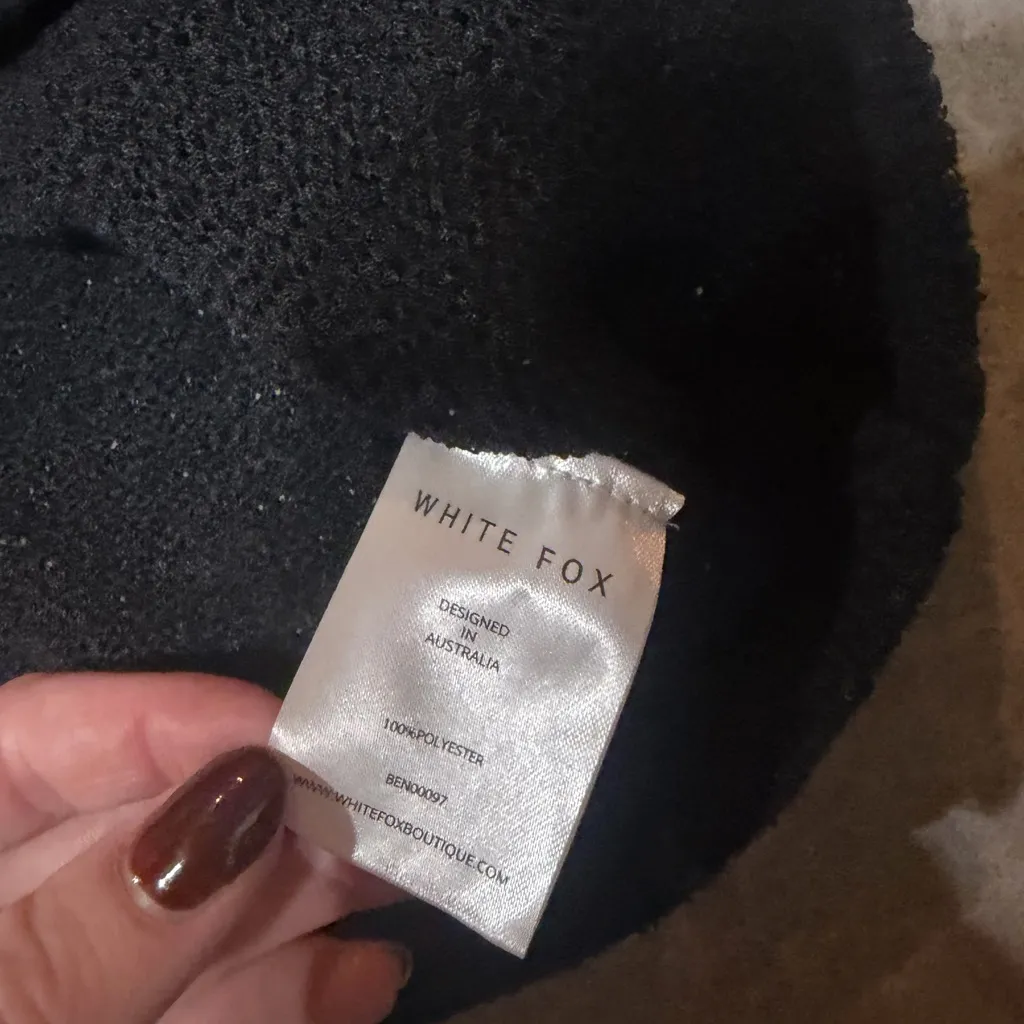 WHITE FOX
DESIGNED
IN
AUSTRALIA
100%POLYESTER
BEN00097
WWW.WHITEFOXBOUTIQUE.COM